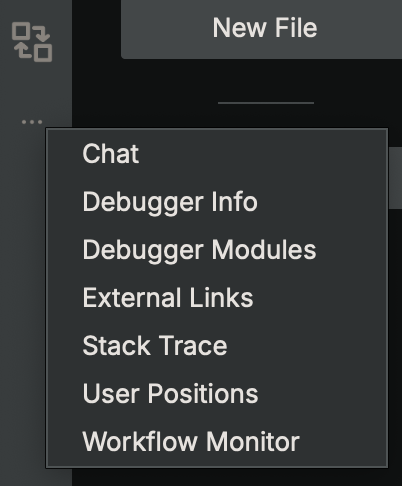 New File
...
Chat
Debugger Info
Debugger Modules
External Links
Stack Trace
User Positions
Workflow Monitor